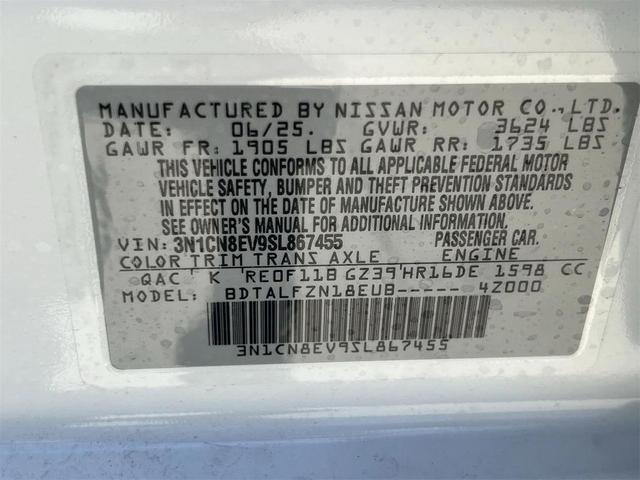 MANUFACTURED BY NISSAN MOTOR CO., LTD.
DATE: 06/25. GVWR: 3624 LBS
GAWR FR: 1905 LBS GAWR RR: 1735 LBS
THIS VEHICLE CONFORMS TO ALL APPLICABLE FEDERAL MOTOR
VEHICLE SAFETY, BUMPER AND THEFT PREVENTION STANDARDS
IN EFFECT ON THE DATE OF MANUFACTURE SHOWN ABOVE.
SEE OWNER'S MANUAL FOR ADDITIONAL INFORMATION.
VIN: 3N1CN8EV9SL867455 PASSENGER CAR.
COLOR TRIM TRANS AXLE ENGINE
QAC K RE0F11B GZ39 HR16DE 1598 CC
BDTALFZN18EUB----- 4Z000
3N1CN8EV9SL867455